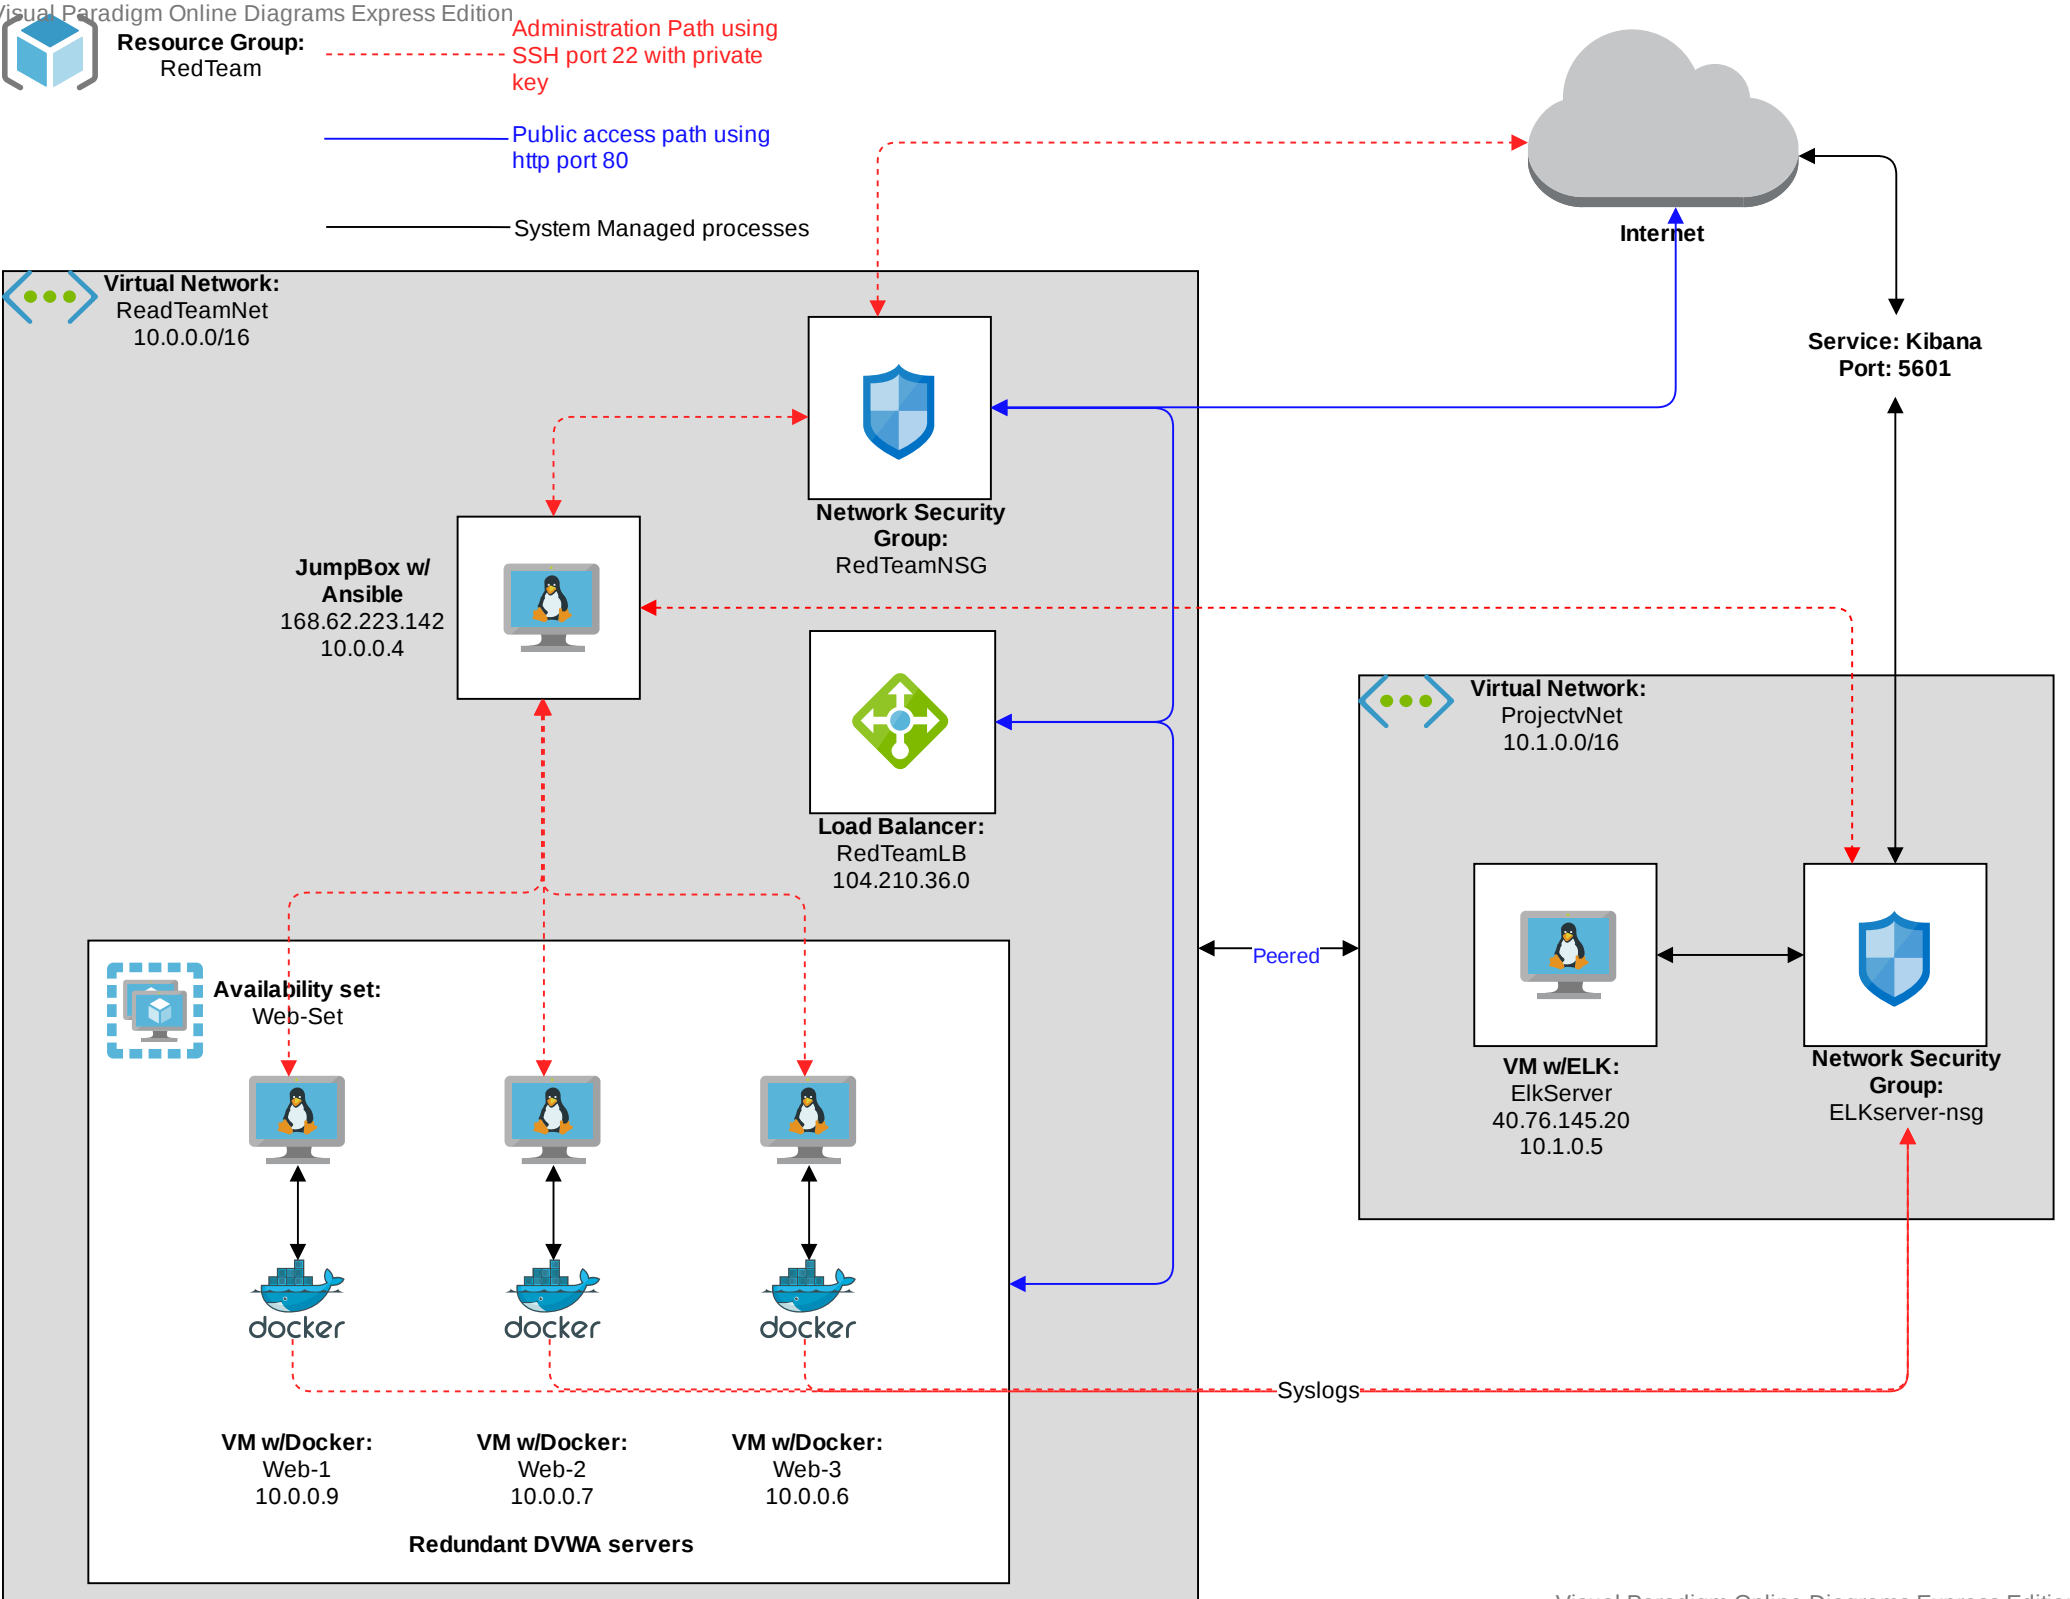 Visual Paradigm Online Diagrams Express Edition
Resource Group:
RedTeam
Administration Path using
SSH port 22 with private
key
Public access path using
http port 80
System Managed processes
Internet
Service: Kibana
Port: 5601
Virtual Network:
ReadTeamNet
10.0.0.0/16
Network Security
Group:
RedTeamNSG
JumpBox w/
Ansible
168.62.223.142
10.0.0.4
Load Balancer:
RedTeamLB
104.210.36.0
Virtual Network:
ProjectvNet
10.1.0.0/16
Peered
VM w/ELK:
ElkServer
40.76.145.20
10.1.0.5
Network Security
Group:
ELKserver-nsg
Availability set:
Web-Set
docker
docker
docker
Syslogs
VM w/Docker:
Web-1
10.0.0.9
VM w/Docker:
Web-2
10.0.0.7
VM w/Docker:
Web-3
10.0.0.6
Redundant DVWA servers
Visual Paradigm Online Diagrams Express Edition